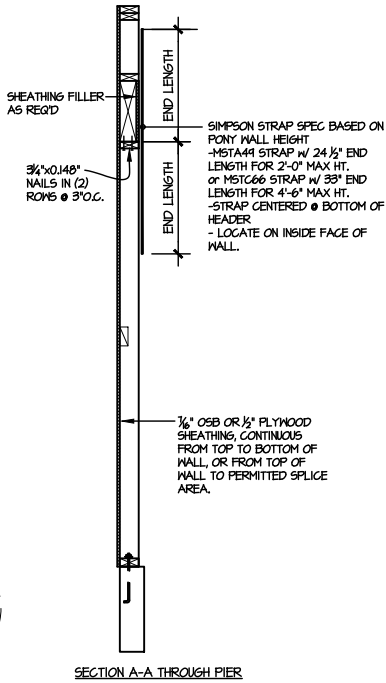 END LENGTH
SHEATHING FILLER
AS REQ'D
SIMPSON STRAP SPEC BASED ON
PONY WALL HEIGHT
-MSTA49 STRAP W/ 24 1/2" END
LENGTH FOR 2'-0" MAX HT.
or MSTC66 STRAP W/ 33" END
LENGTH FOR 4'-6" MAX HT.
-STRAP CENTERED @ BOTTOM OF
HEADER
- LOCATE ON INSIDE FACE OF
WALL.
3 1/4"x0.148"
NAILS IN (2)
ROWS @ 3"O.C.
END LENGTH
7/16" OSB OR 1/2" PLYWOOD
SHEATHING, CONTINUOUS
FROM TOP TO BOTTOM OF
WALL, OR FROM TOP OF
WALL TO PERMITTED SPLICE
AREA.
SECTION A-A THROUGH PIER